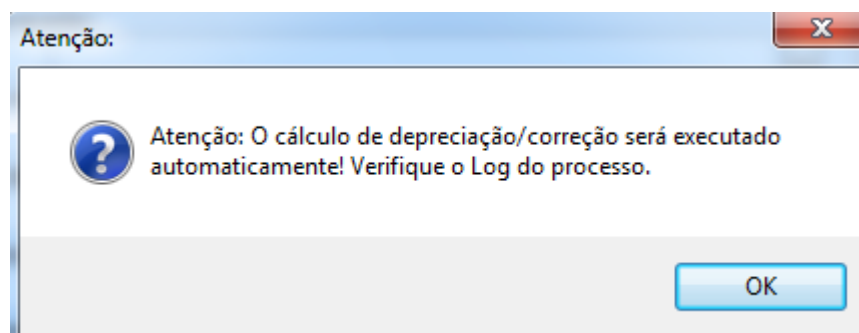 Atenção:
Atenção: O cálculo de depreciação/correção será executado
automaticamente! Verifique o Log do processo.
OK